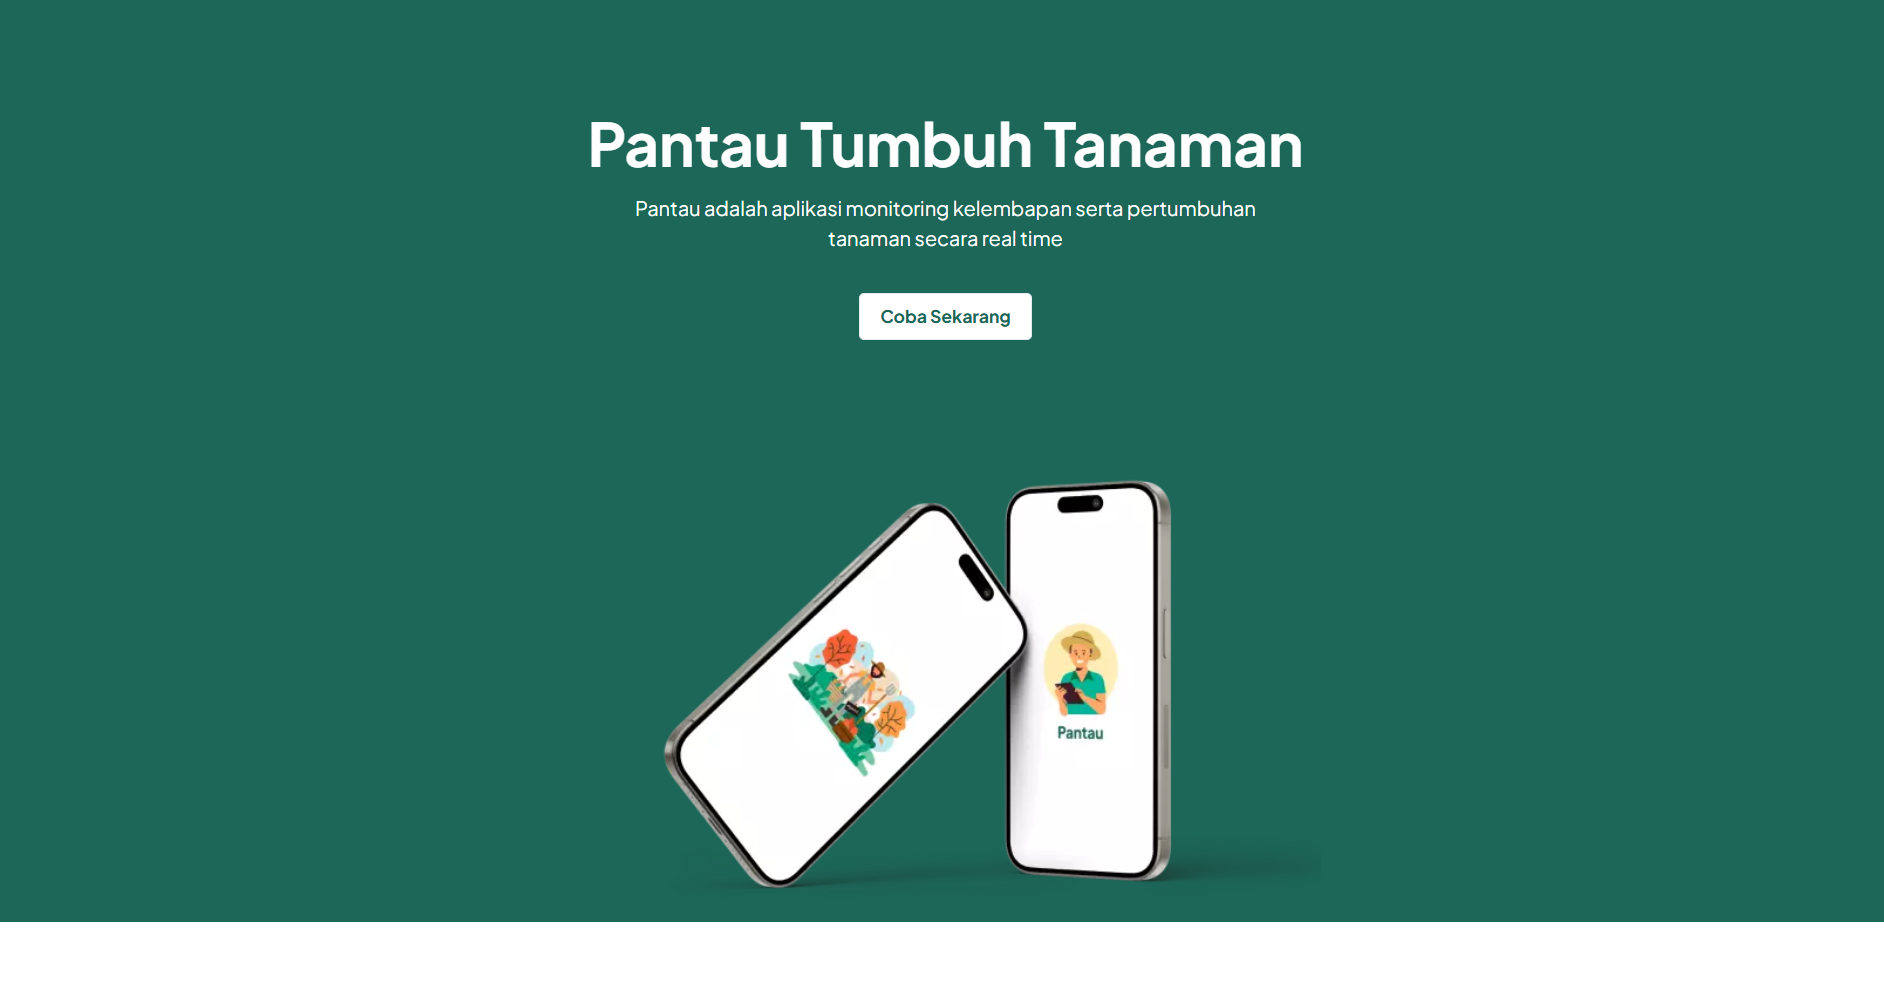 Pantau Tumbuh Tanaman
Pantau adalah aplikasi monitoring kelembapan serta pertumbuhan
tanaman secara real time
Coba Sekarang
Pantau